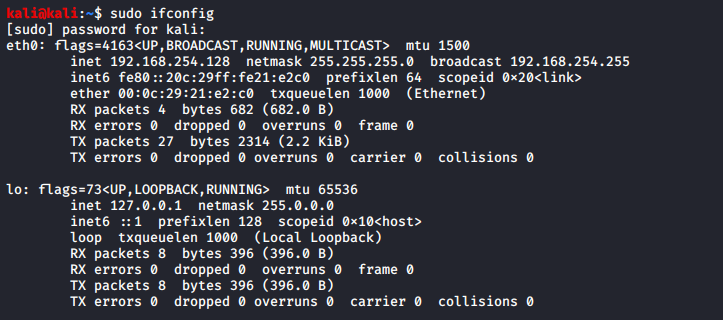 kali@kali:~$ sudo ifconfig
[sudo] password for kali:
eth0: flags=4163<UP,BROADCAST,RUNNING,MULTICAST>  mtu 1500
        inet 192.168.254.128  netmask 255.255.255.0  broadcast 192.168.254.255
        inet6 fe80::20c:29ff:fe21:e2c0  prefixlen 64  scopeid 0×20<link>
        ether 00:0c:29:21:e2:c0  txqueuelen 1000  (Ethernet)
        RX packets 4  bytes 682 (682.0 B)
        RX errors 0  dropped 0  overruns 0  frame 0
        TX packets 27  bytes 2314 (2.2 KiB)
        TX errors 0  dropped 0 overruns 0  carrier 0  collisions 0

lo: flags=73<UP,LOOPBACK,RUNNING>  mtu 65536
        inet 127.0.0.1  netmask 255.0.0.0
        inet6 ::1  prefixlen 128  scopeid 0×10<host>
        loop  txqueuelen 1000  (Local Loopback)
        RX packets 8  bytes 396 (396.0 B)
        RX errors 0  dropped 0  overruns 0  frame 0
        TX packets 8  bytes 396 (396.0 B)
        TX errors 0  dropped 0 overruns 0  carrier 0  collisions 0